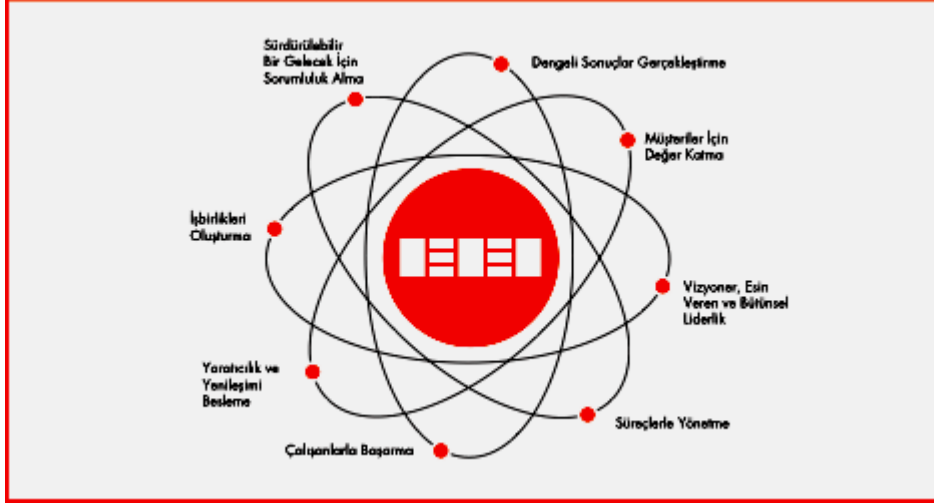 Sürdürülebilir
Bir Gelecek İçin
Sorumluluk Alma
Dengeli Sonuçlar Gerçekleştirme
Müşteriler İçin
Değer Katma
İşbirlikleri
Oluşturma
Vizyoner, Esin
Veren ve Bütünsel
Liderlik
Yaratıcılık ve
Yenileşimi
Besleme
Süreçlerle Yönetme
Çalışanlarla Başarma